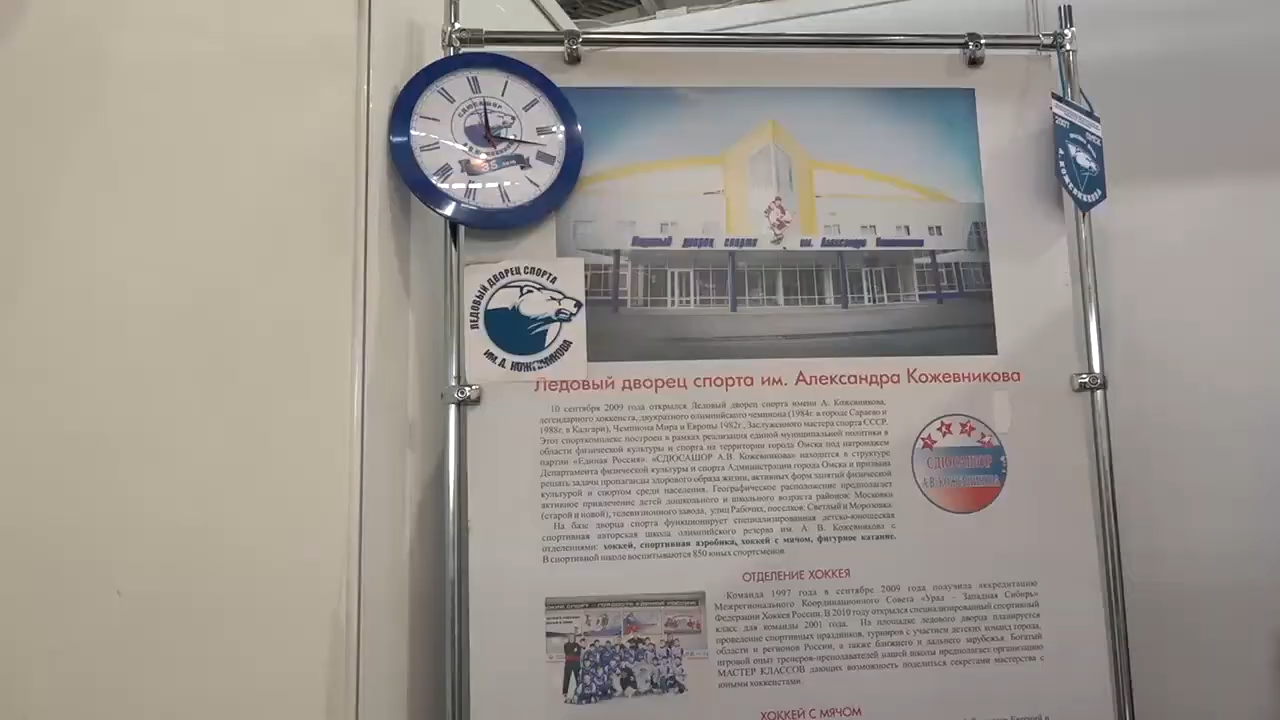 СДЮСАШОР
А.В. КОЖЕВНИКОВА
35 лет
2007
ОМСК
А. КОЖЕВНИКОВА
Ледовый дворец спорта им. Александра Кожевникова
ЛЕДОВЫЙ ДВОРЕЦ СПОРТА
ИМ. А. КОЖЕВНИКОВА
Ледовый дворец спорта им. Александра Кожевникова
10 сентября 2009 года открылся Ледовый дворец спорта имени А. Кожевникова,
легендарного хоккеиста, двухкратного олимпийского чемпиона (1984г. в городе Сараево и
1988г. в Калгари), Чемпиона Мира и Европы 1982г., Заслуженного мастера спорта СССР.
Этот спорткомплекс построен в рамках реализации единой муниципальной политики в
области физической культуры и спорта на территории города Омска под патронажем
партии «Единая Россия». «СДЮСАШОР А.В. Кожевникова» находится в структуре
Департамента физической культуры и спорта Администрации города Омска и призвана
решать задачи пропаганды здорового образа жизни, активных форм занятий физической
культурой и спортом среди населения. Географическое расположение предполагает
активное привлечение детей дошкольного и школьного возраста районов: Московки
(старой и новой), телевизионного завода, улиц Рабочих, поселков: Светлый и Морозовка.
На базе дворца спорта функционирует специализированная детско-юношеская
спортивная авторская школа олимпийского резерва им. А. В. Кожевникова с
отделениями: хоккей, спортивная аэробика, хоккей с мячом, фигурное катание.
В спортивной школе воспитываются 850 юных спортсменов.
СДЮСАШОР
А.В. КОЖЕВНИКОВА
ОТДЕЛЕНИЕ ХОККЕЯ
Команда 1997 года в сентябре 2009 года получила аккредитацию
Межрегионального Координационного Совета «Урал – Западная Сибирь»
Федерации Хоккея России. В 2010 году открылся специализированный спортивный
класс для команды 2001 года. На площадке ледового дворца планируется
проведение спортивных праздников, турниров с участием детских команд города,
области и регионов России, а также ближнего и дальнего зарубежья. Богатый
игровой опыт тренеров-преподавателей нашей школы предполагает организацию
МАСТЕР КЛАССОВ дающих возможность поделиться секретами мастерства с
юными хоккеистами.
ХОККЕЙ С МЯЧОМ